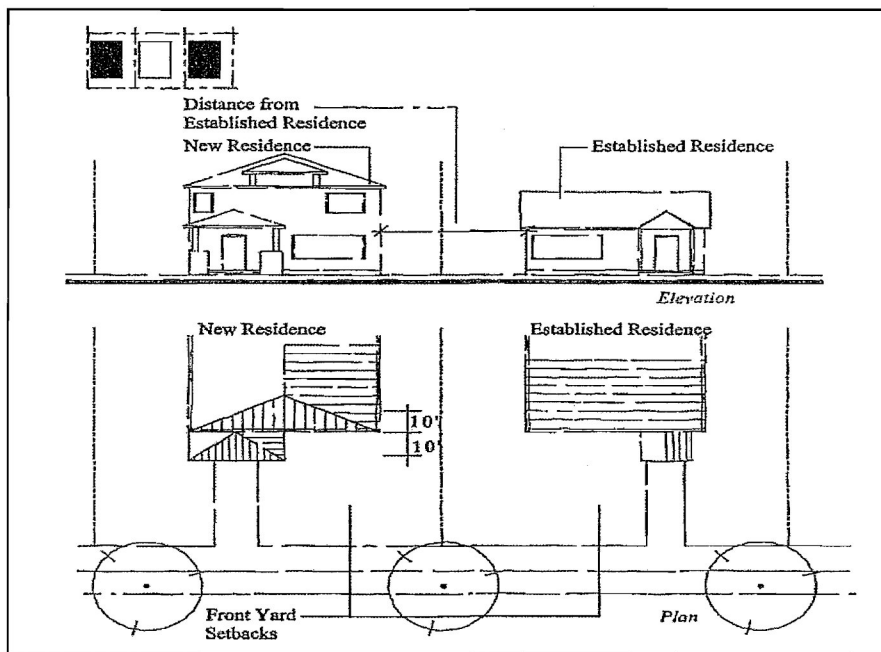 Distance from
Established Residence
New Residence
Established Residence
Elevation
New Residence
Established Residence
10'
10'
Front Yard
Setbacks
Plan